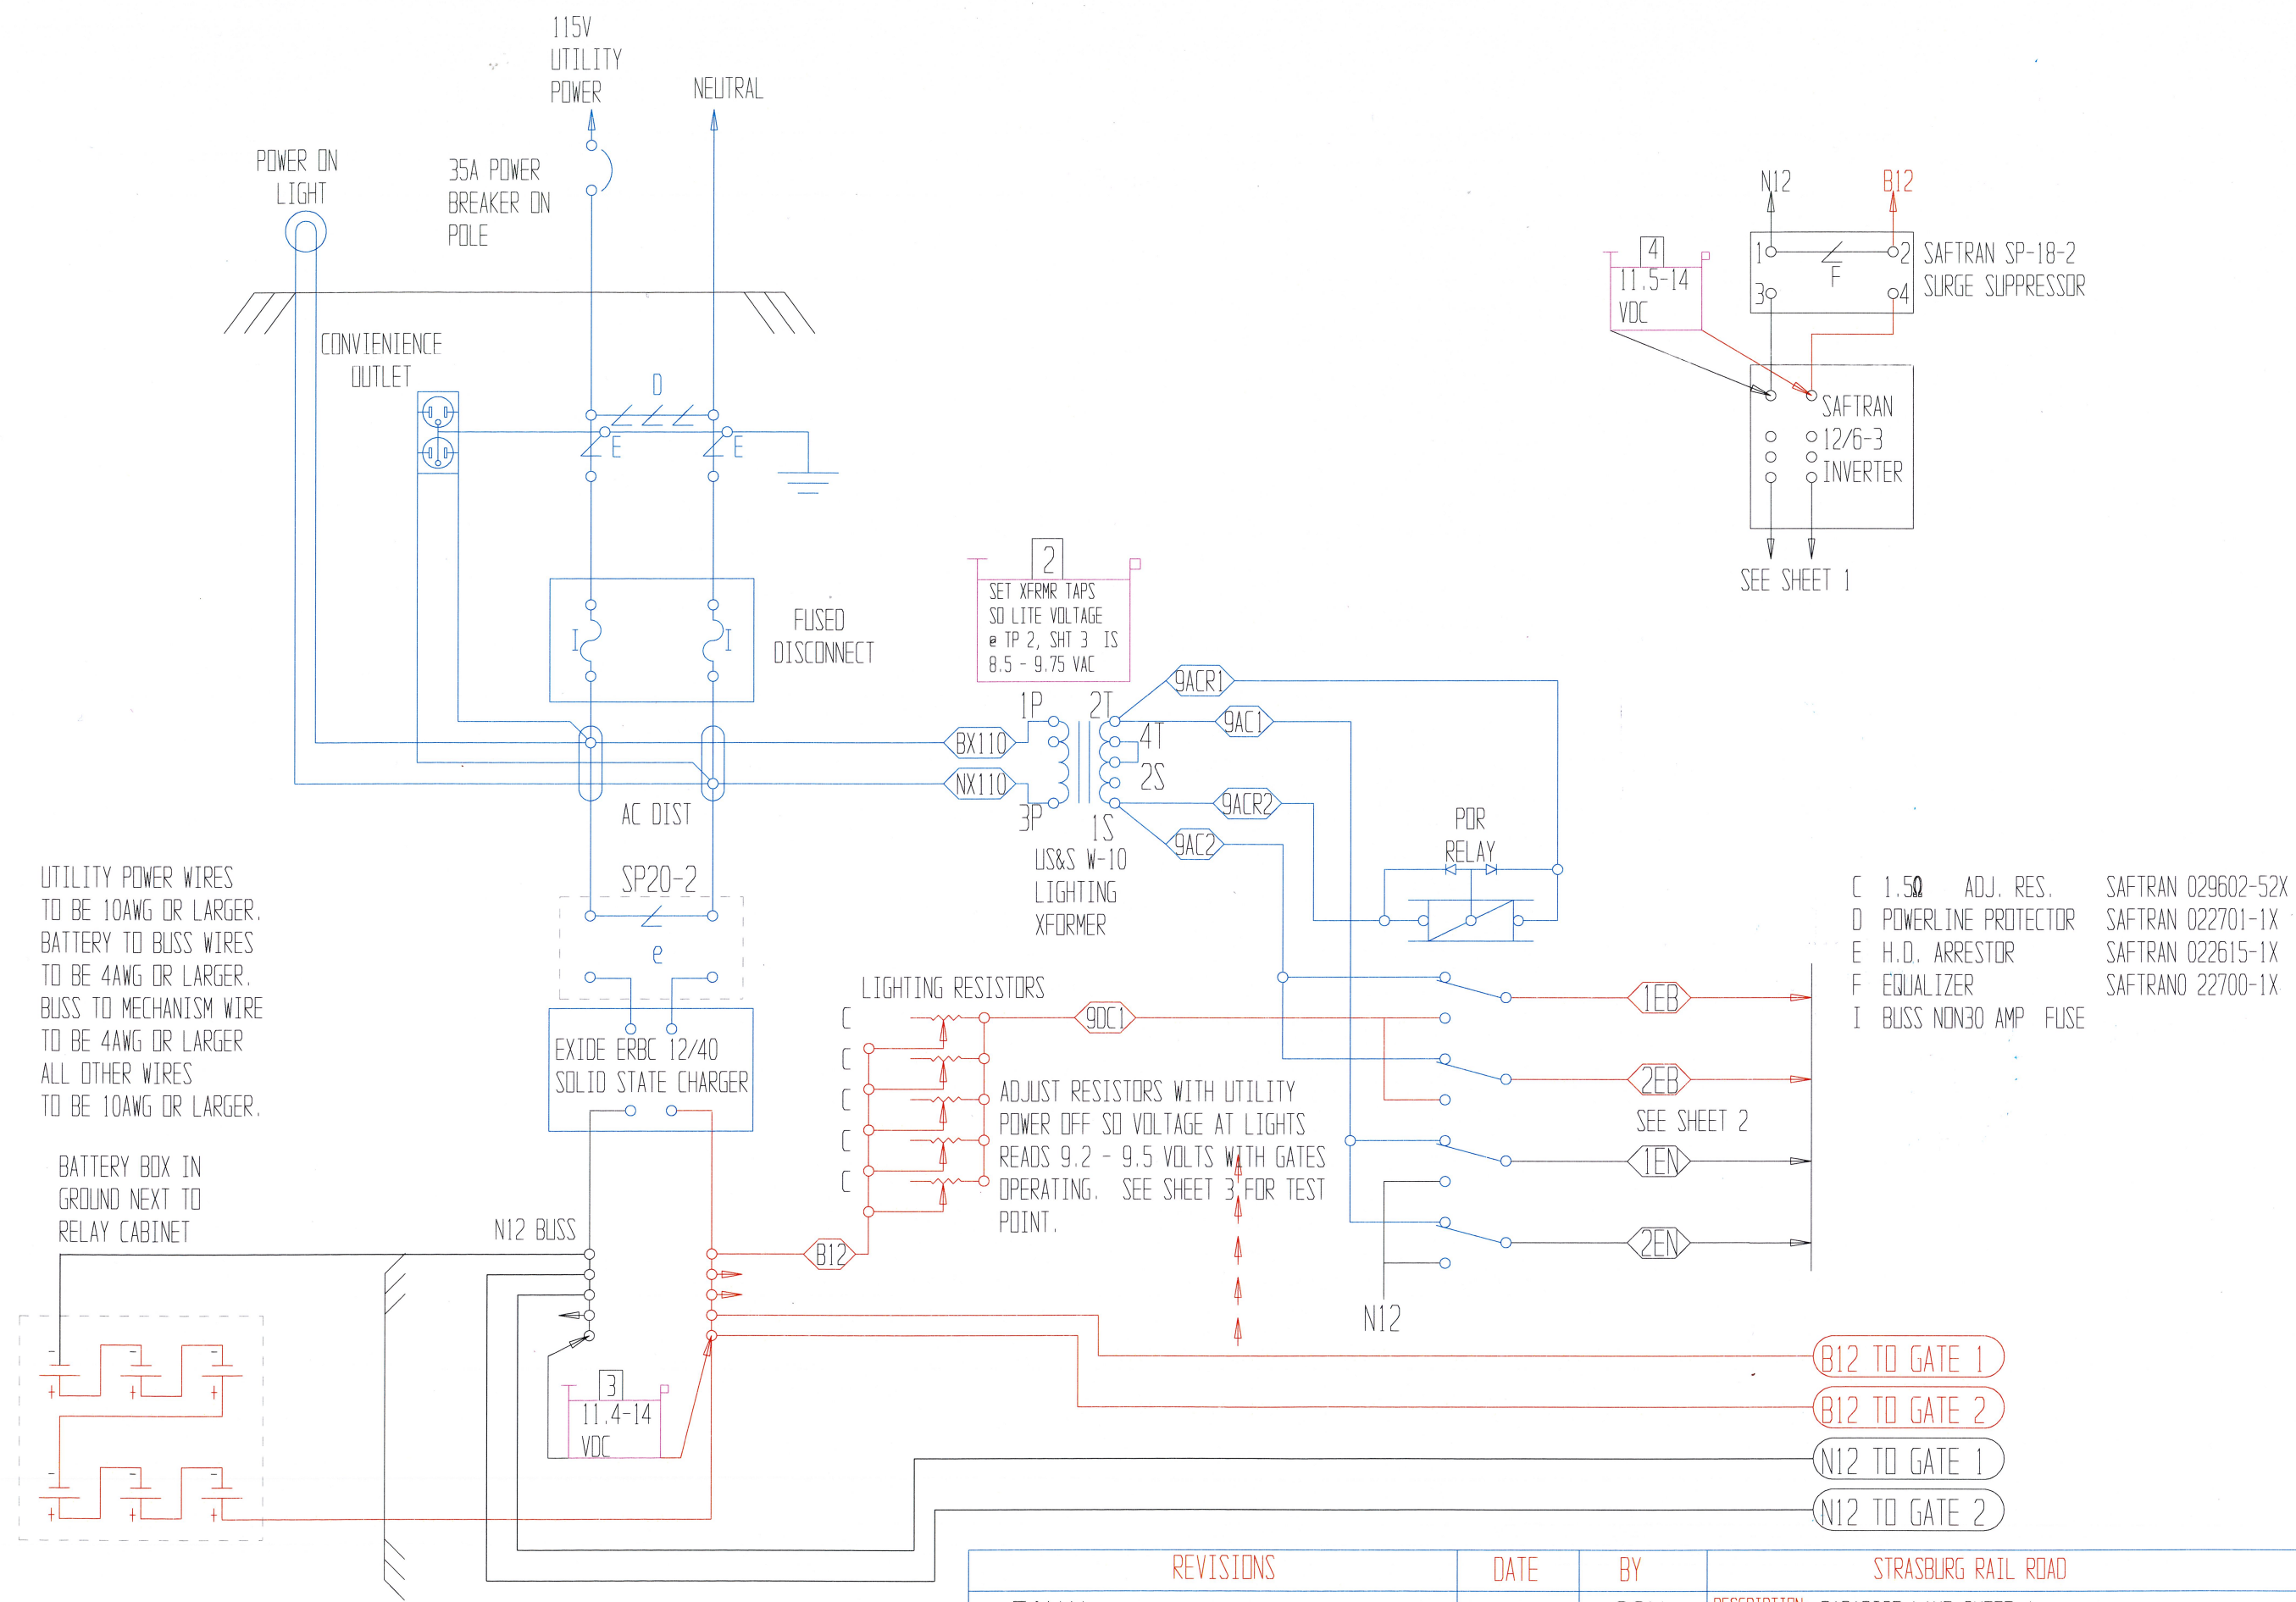 115V
UTILITY
POWER
NEUTRAL
POWER ON
LIGHT
35A POWER
BREAKER ON
POLE
CONVIENIENCE
OUTLET
D
E
E
I
I
FUSED
DISCONNECT
N12
B12
1
2
3
4
F
SAFTRAN SP-18-2
SURGE SUPPRESSOR
4
11.5-14
VDC
SAFTRAN
12/6-3
INVERTER
SEE SHEET 1
2
SET XFRMR TAPS
SO LITE VOLTAGE
@ TP 2, SHT 3 IS
8.5 - 9.75 VAC
1P
2T
4T
2S
3P
1S
BX110
NX110
9ACR1
9AC1
9ACR2
9AC2
US&S W-10
LIGHTING
XFORMER
POR
RELAY
AC DIST
SP20-2
e
EXIDE ERBC 12/40
SOLID STATE CHARGER
UTILITY POWER WIRES
TO BE 10AWG OR LARGER.
BATTERY TO BUSS WIRES
TO BE 4AWG OR LARGER.
BUSS TO MECHANISM WIRE
TO BE 4AWG OR LARGER
ALL OTHER WIRES
TO BE 10AWG OR LARGER.
BATTERY BOX IN
GROUND NEXT TO
RELAY CABINET
C 1.5Ω ADJ. RES. SAFTRAN 029602-52X
D POWERLINE PROTECTOR SAFTRAN 022701-1X
E H.D. ARRESTOR SAFTRAN 022615-1X
F EQUALIZER SAFTRANO 22700-1X
I BUSS NON30 AMP FUSE
LIGHTING RESISTORS
C
C
C
C
C
9DC1
ADJUST RESISTORS WITH UTILITY
POWER OFF SO VOLTAGE AT LIGHTS
READS 9.2 - 9.5 VOLTS WITH GATES
OPERATING. SEE SHEET 3 FOR TEST
POINT.
1EB
2EB
SEE SHEET 2
1EN
2EN
N12
N12 BUSS
B12
3
11.4-14
VDC
- - -
+ + +
- - -
+ + +
B12 TO GATE 1
B12 TO GATE 2
N12 TO GATE 1
N12 TO GATE 2
REVISIONS
DATE
BY
STRASBURG RAIL ROAD